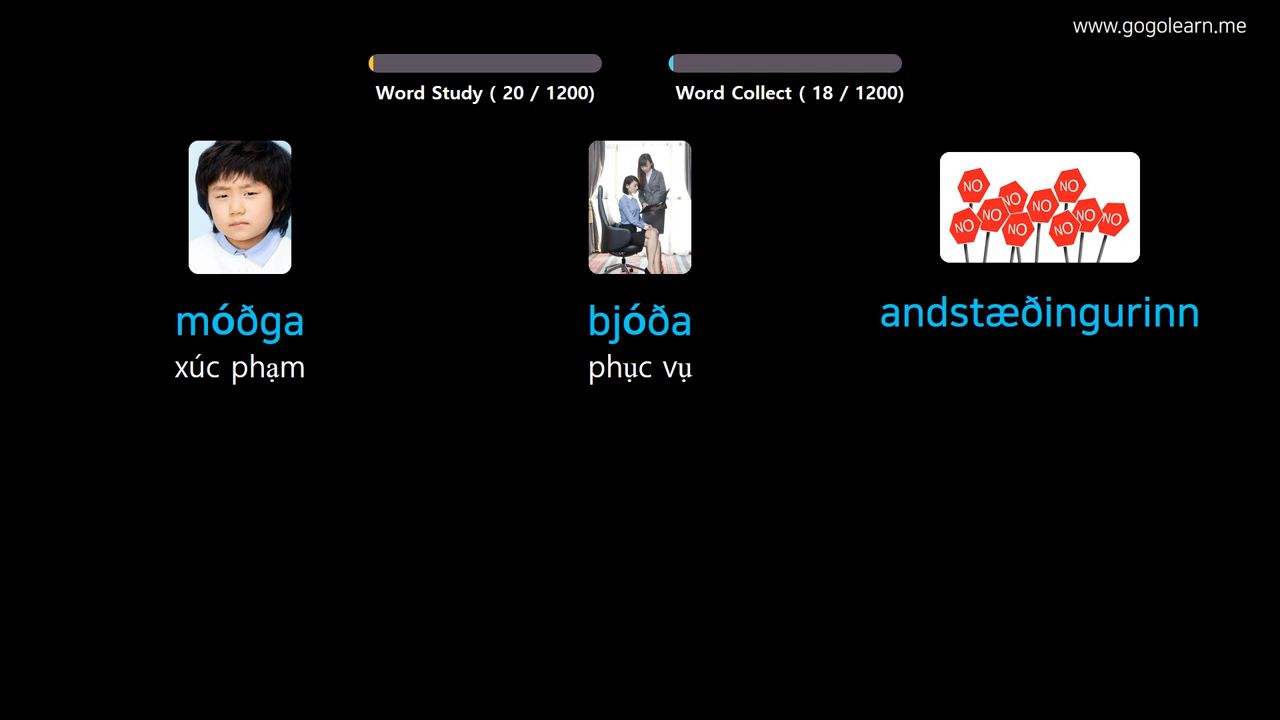 www.gogolearn.me
Word Study ( 20 / 1200)
Word Collect ( 18 / 1200)
NO NO NO NO NO NO NO NO NO NO
móðga
xúc phạm
bjóða
phục vụ
andstæðingurinn